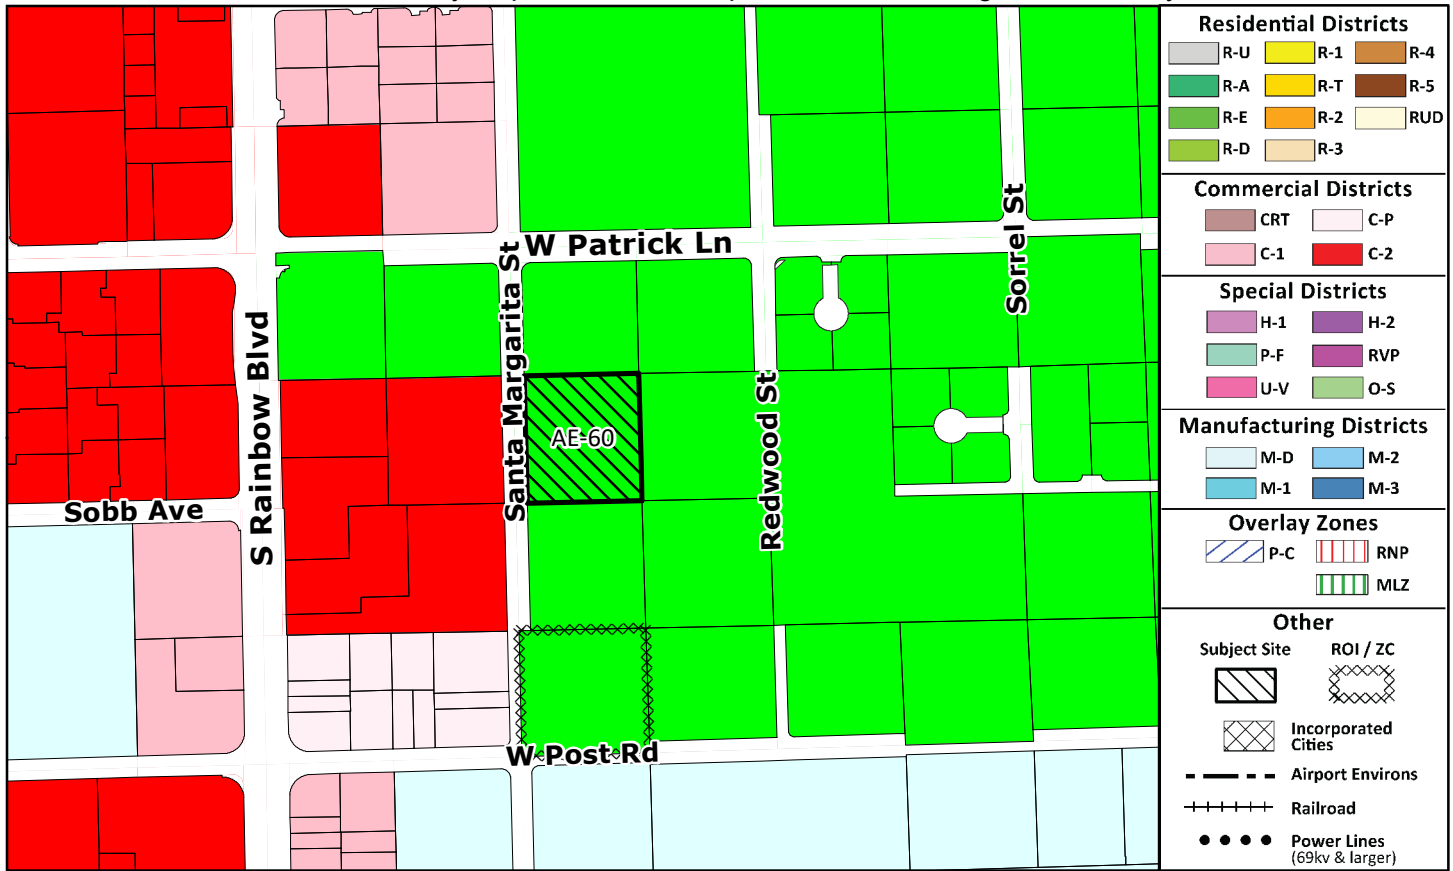 W Patrick Ln
Santa Margarita St
Sorrel St
S Rainbow Blvd
Redwood St
AE-60
Sobb Ave
W Post Rd
Residential Districts
R-U R-1 R-4
R-A R-T R-5
R-E R-2 RUD
R-D R-3
Commercial Districts
CRT C-P
C-1 C-2
Special Districts
H-1 H-2
P-F RVP
U-V O-S
Manufacturing Districts
M-D M-2
M-1 M-3
Overlay Zones
P-C RNP
MLZ
Other
Subject Site ROI / ZC
Incorporated
Cities
Airport Environs
Railroad
Power Lines
(69kv & larger)